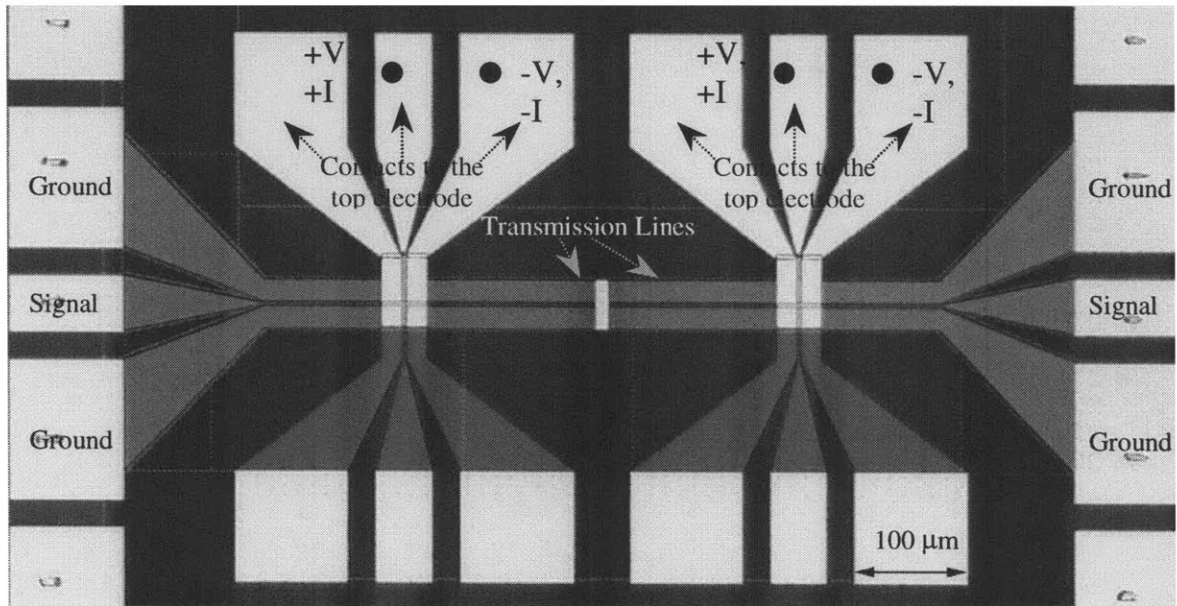 +V,
+I
-V,
-I
Contacts to the
top electrode
+V,
+I
-V,
-I
Contacts to the
top electrode
Transmission Lines
Ground
Signal
Ground
Ground
Signal
Ground
100 μm